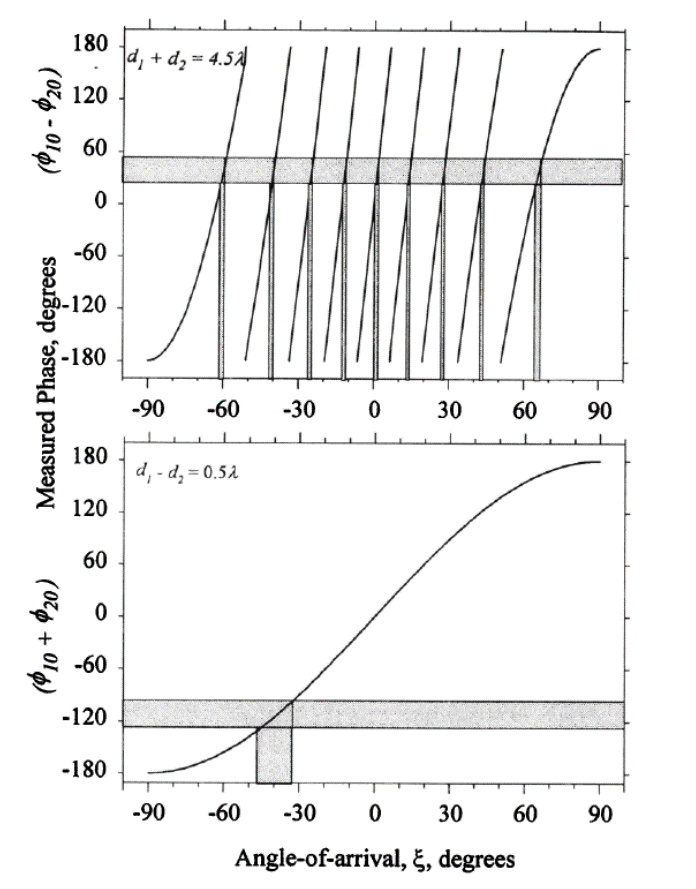 180
120
60
0
-60
-120
-180
d1 + d2 = 4.5λ
(ϕ10 - ϕ20)
-90 -60 -30 0 30 60 90
Measured Phase, degrees
180
120
60
0
-60
-120
-180
d1 - d2 = 0.5λ
(ϕ10 + ϕ20)
-90 -60 -30 0 30 60 90
Angle-of-arrival, ξ, degrees